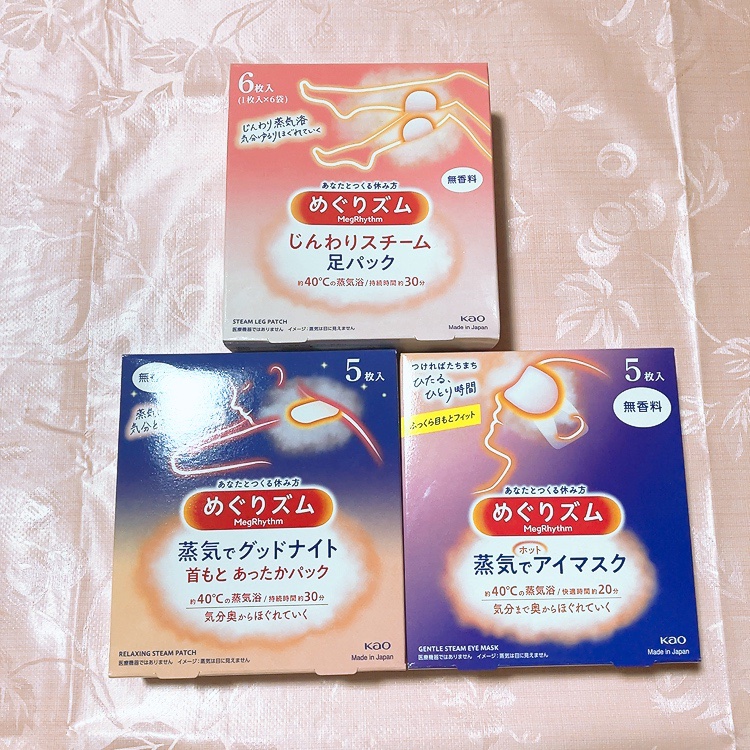 6枚入
(1枚入×6袋)
じんわり蒸気浴
気分ゆるりほぐれていく
無香料
あなたとつくる休み方
めぐりズム
MegRhythm
じんわりスチーム
足パック
約40℃の蒸気浴/持続時間約30分
STEAM LEG PATCH
医療機器ではありません イメージ:蒸気は目に見えません
Kao
Made in Japan
無
5枚入
蒸気
気分と
あなたとつくる休み方
めぐりズム
MegRhythm
蒸気でグッドナイト
首もと あったかパック
約40℃の蒸気浴/持続時間約30分
気分奥からほぐれていく
RELAXING STEAM PATCH
医療機器ではありません イメージ:蒸気は目に見えません
Kao
Made in Japan
つければたちまち
ひたる、
ひとり時間
ふっくら目もとフィット
5枚入
無香料
あなたとつくる休み方
めぐりズム
MegRhythm
ホット
蒸気でアイマスク
約40℃の蒸気浴/快適時間約20分
気分まで奥からほぐれていく
GENTLE STEAM EYE MASK
医療機器ではありません イメージ:蒸気は目に見えません
Kao
Made in Japan